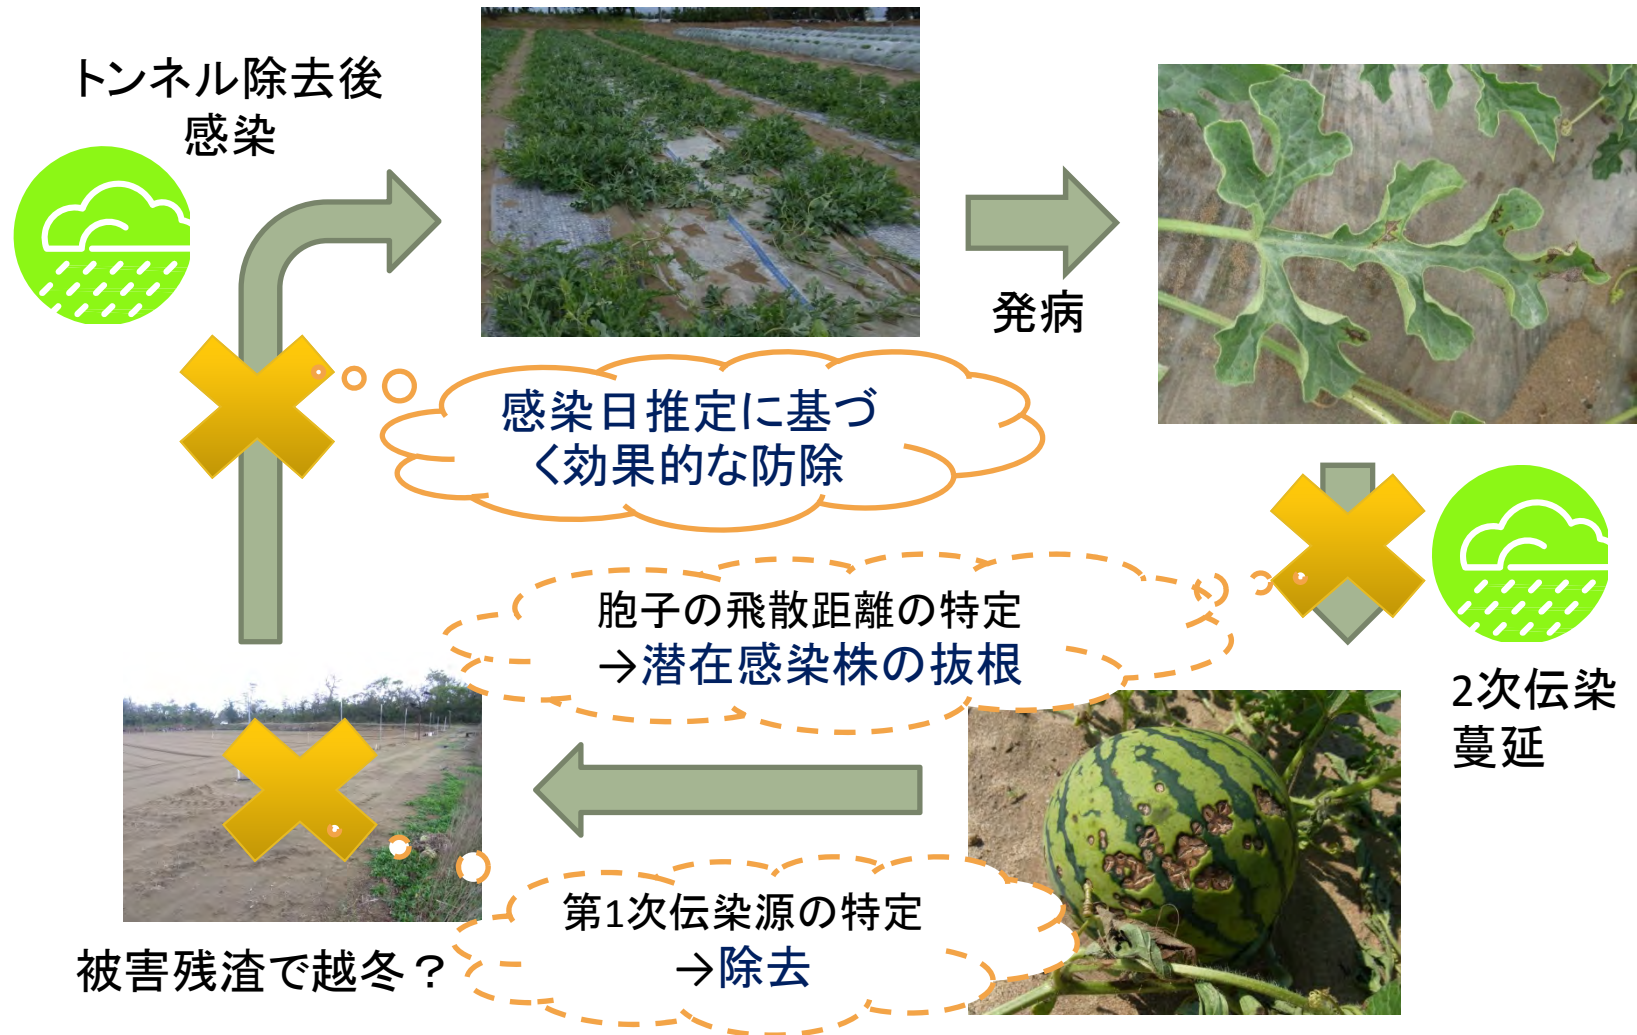 トンネル除去後
感染
発病
感染日推定に基づ
く効果的な防除
胞子の飛散距離の特定
→潜在感染株の抜根
2次伝染
蔓延
第1次伝染源の特定
→除去
被害残渣で越冬？